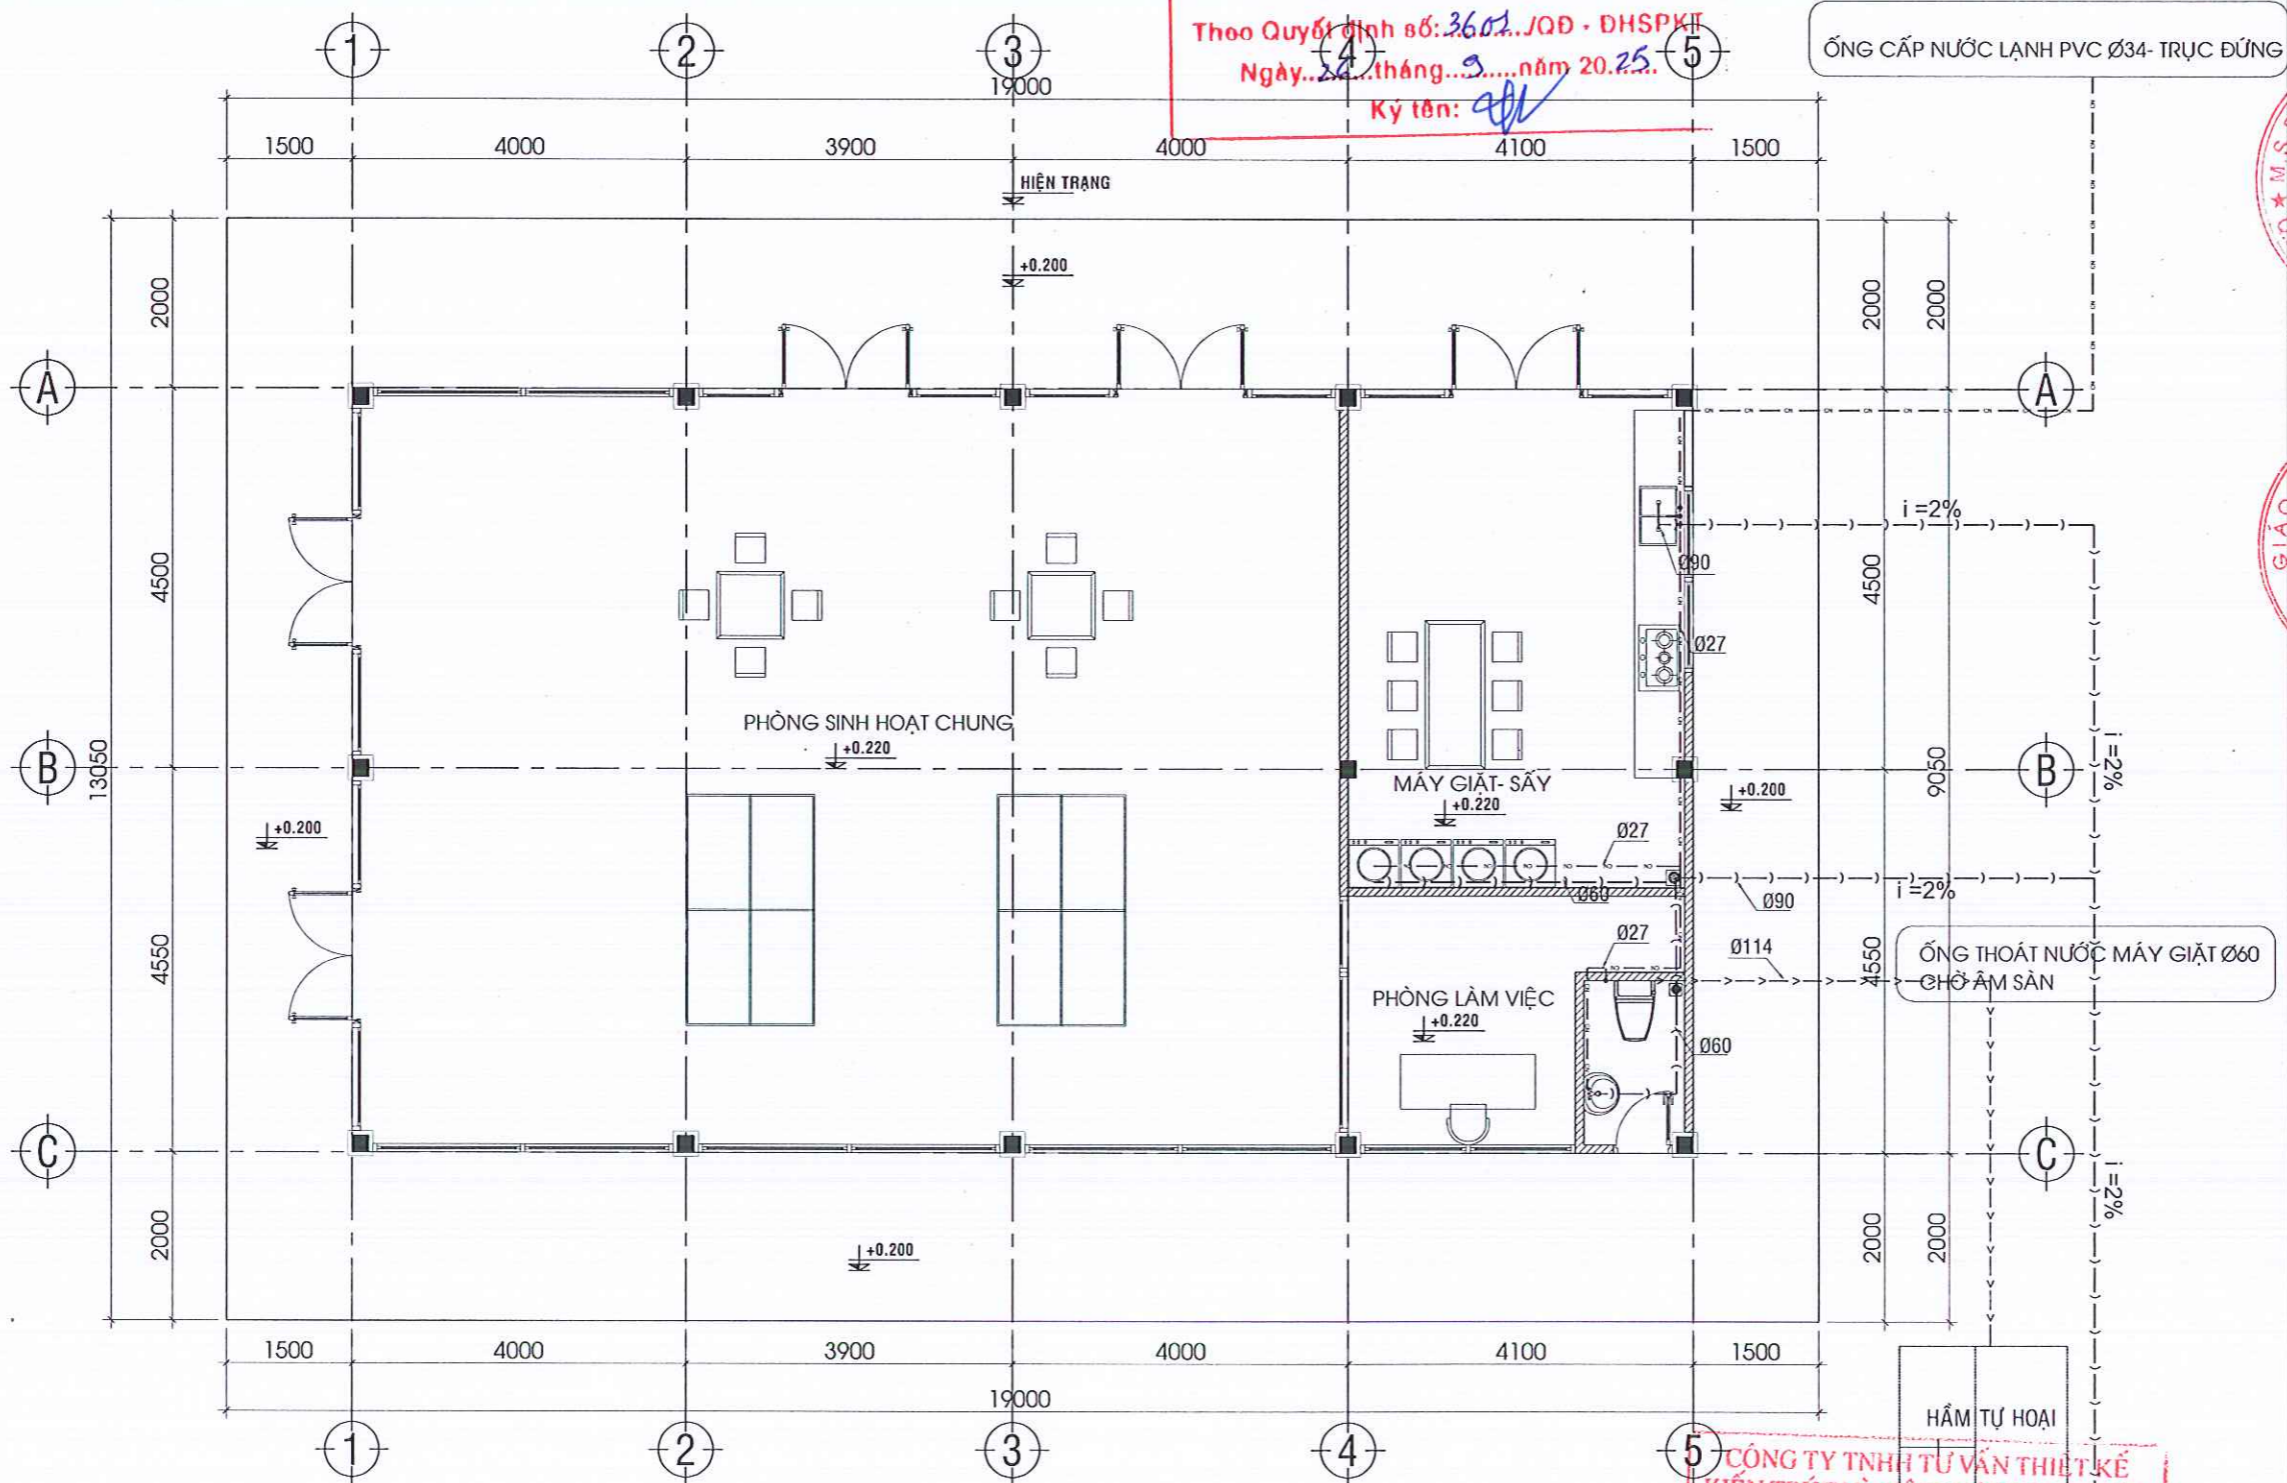 Theo Quyết định số: 3601 /QĐ - ĐHSPKT
Ngày 26 tháng 9 năm 2025
Ký tên:
ỐNG CẤP NƯỚC LẠNH PVC Ø34- TRỤC ĐỨNG
1 2 3 4 5
19000
1500 4000 3900 4000 4100 1500
HIỆN TRẠNG
★ M.S.
+0.200
2000 2000 2000
A A
GIÁO
i =2%
Ø90
4500 4500
Ø27
PHÒNG SINH HOẠT CHUNG
+0.220
13050
B B
9050
i =2%
MÁY GIẶT- SẤY
+0.220
+0.200
+0.200
Ø27
Ø60
Ø90
i =2%
Ø27
Ø114
ỐNG THOÁT NƯỚC MÁY GIẶT Ø60
CHỜ ÂM SÀN
4550 4550
PHÒNG LÀM VIỆC
+0.220
Ø60
C C
i =2%
2000 2000 2000
+0.200
1500 4000 3900 4000 4100 1500
19000
HẦM TỰ HOẠI
1 2 3 4 5
CÔNG TY TNHH TƯ VẤN THIẾT KẾ